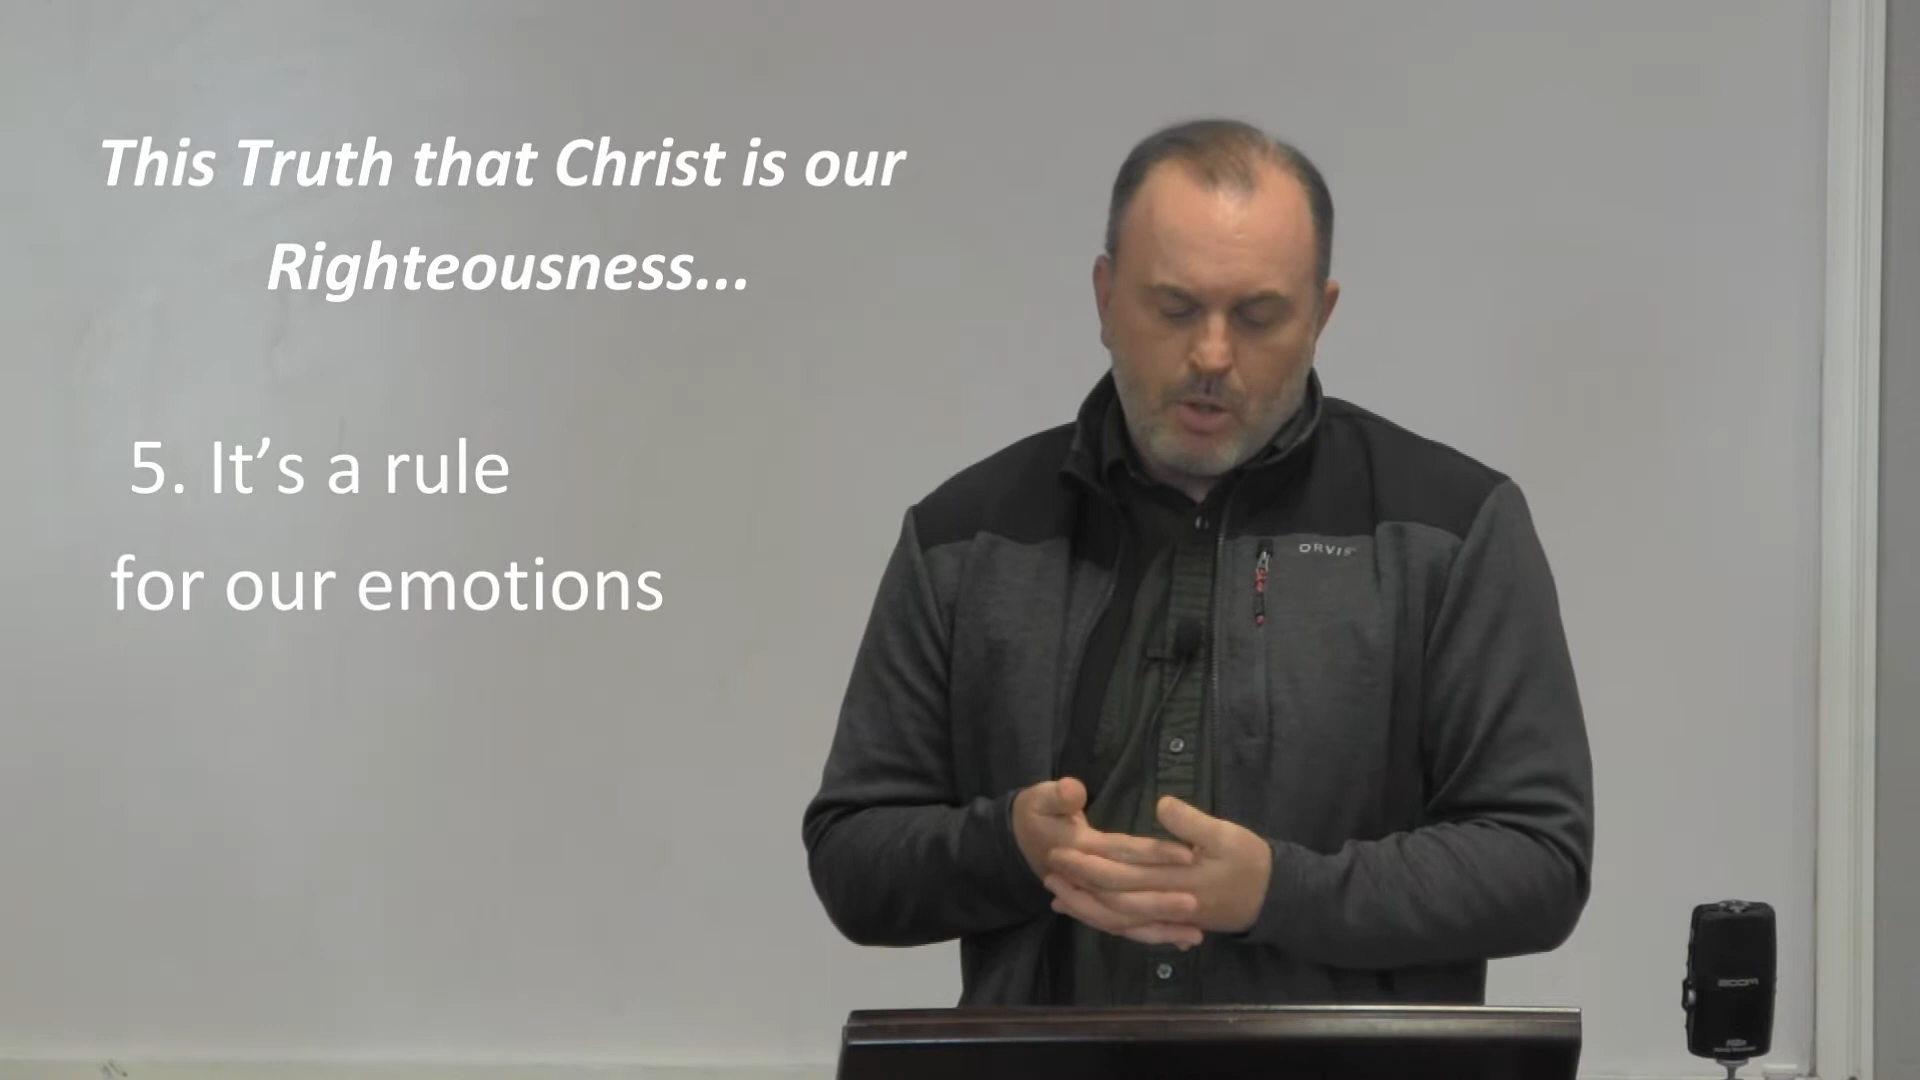 This Truth that Christ is our
Righteousness...
5. It’s a rule
for our emotions
ORVIS
zoom